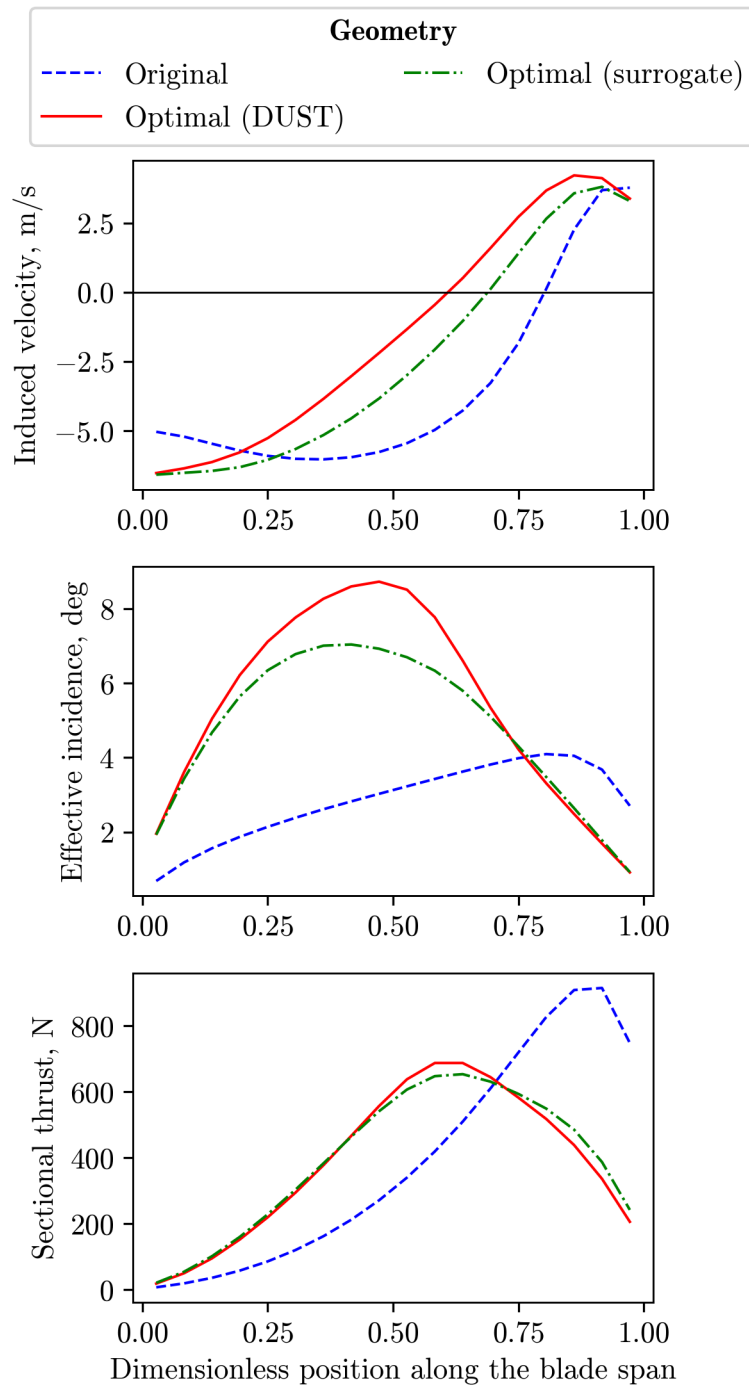 Geometry
Original
Optimal (surrogate)
Optimal (DUST)
Induced velocity, m/s
2.5
0.0
−2.5
−5.0
0.00 0.25 0.50 0.75 1.00
Effective incidence, deg
8
6
4
2
0.00 0.25 0.50 0.75 1.00
Sectional thrust, N
800
600
400
200
0
0.00 0.25 0.50 0.75 1.00
Dimensionless position along the blade span